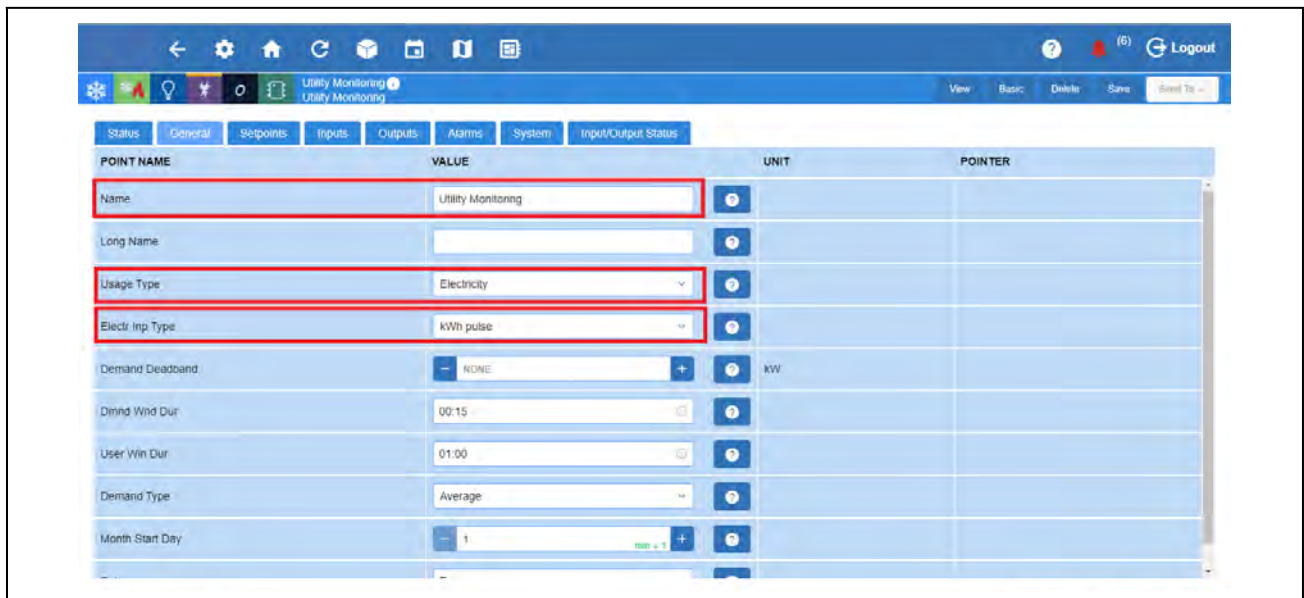 (6) Logout
Utility Monitoring
Utility Monitoring
View Basic Delete Save Send To
Status General Setpoints Inputs Outputs Alarms System Input/Output Status
POINT NAME VALUE UNIT POINTER
Name Utility Monitoring
Long Name
Usage Type Electricity
Electr Inp Type kWh pulse
Demand Deadband NONE kW
Dmnd Wnd Dur 00:15
User Win Dur 01:00
Demand Type Average
Month Start Day 1 min = 1